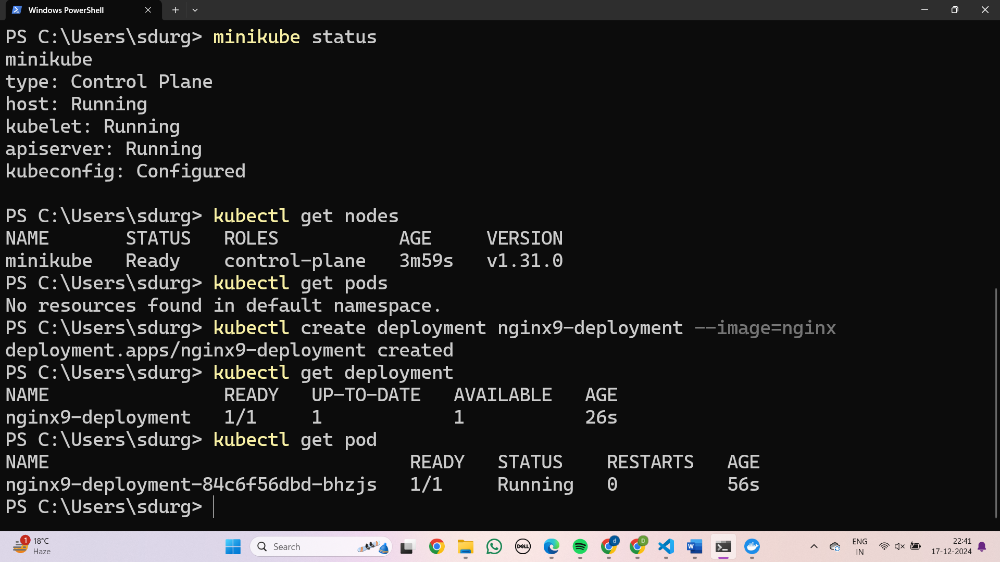 Windows PowerShell
PS C:\Users\sdurg> minikube status
minikube
type: Control Plane
host: Running
kubelet: Running
apiserver: Running
kubeconfig: Configured
PS C:\Users\sdurg> kubectl get nodes
NAME STATUS ROLES AGE VERSION
minikube Ready control-plane 3m59s v1.31.0
PS C:\Users\sdurg> kubectl get pods
No resources found in default namespace.
PS C:\Users\sdurg> kubectl create deployment nginx9-deployment --image=nginx
deployment.apps/nginx9-deployment created
PS C:\Users\sdurg> kubectl get deployment
NAME READY UP-TO-DATE AVAILABLE AGE
nginx9-deployment 1/1 1 1 26s
PS C:\Users\sdurg> kubectl get pod
NAME READY STATUS RESTARTS AGE
nginx9-deployment-84c6f56dbd-bhzjs 1/1 Running 0 56s
PS C:\Users\sdurg>
1
18°C
Haze
Search
DELL
d
D
W
ENG
IN
22:41
17-12-2024